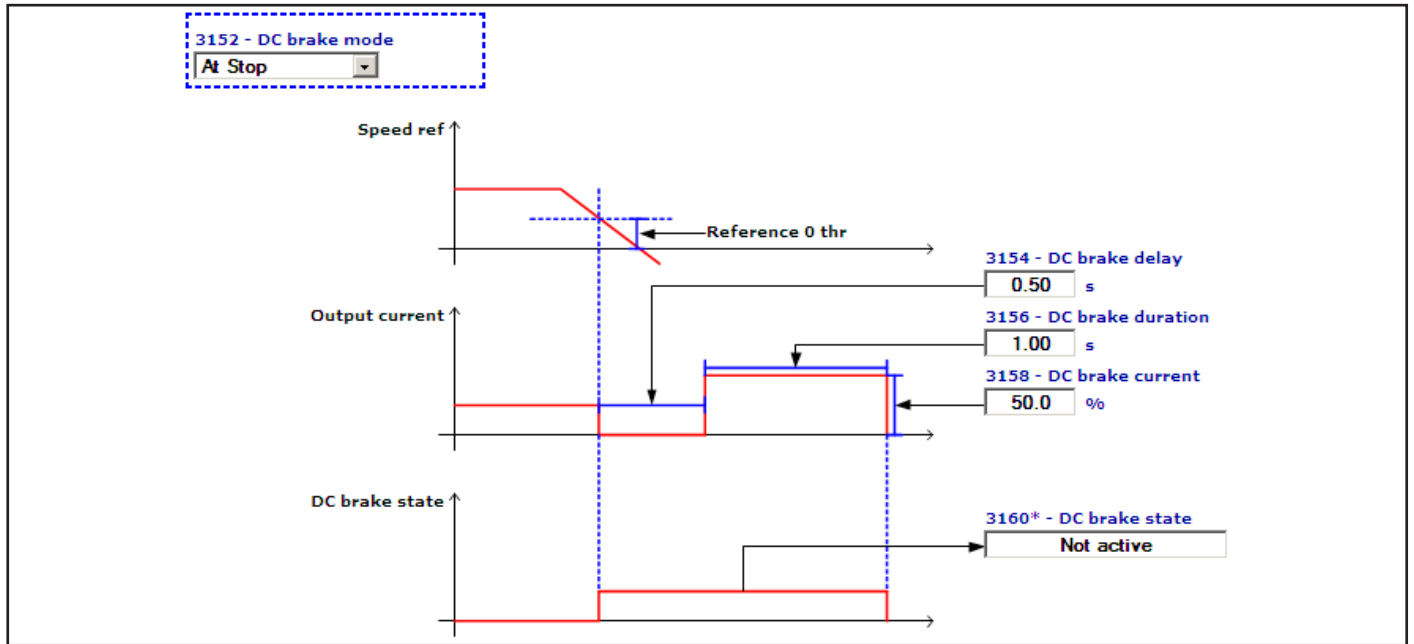 3152 - DC brake mode
At Stop
Speed ref
Reference 0 thr
3154 - DC brake delay
0.50 s
Output current
3156 - DC brake duration
1.00 s
3158 - DC brake current
50.0 %
DC brake state
3160* - DC brake state
Not active